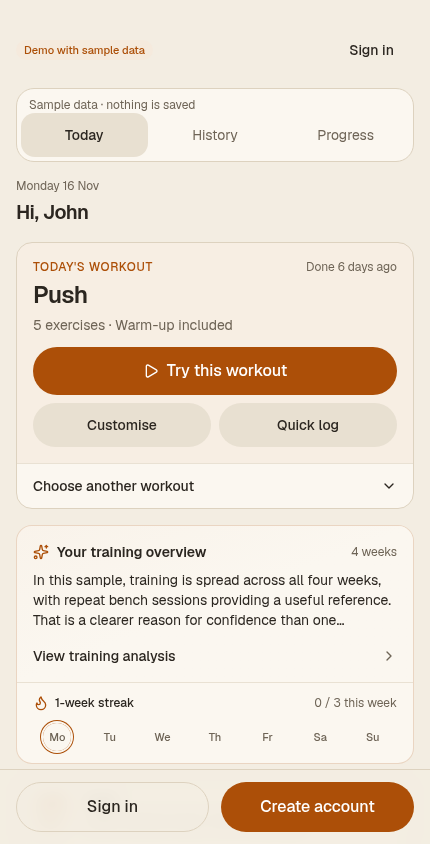 Demo with sample data
Sign in
Sample data · nothing is saved
Today
History
Progress
Monday 16 Nov
Hi, John
TODAY'S WORKOUT
Done 6 days ago
Push
5 exercises · Warm-up included
Try this workout
Customise
Quick log
Choose another workout
Your training overview
4 weeks
In this sample, training is spread across all four weeks,
with repeat bench sessions providing a useful reference.
That is a clearer reason for confidence than one…
View training analysis
1-week streak
0 / 3 this week
Mo
Tu
We
Th
Fr
Sa
Su
Sign in
Create account